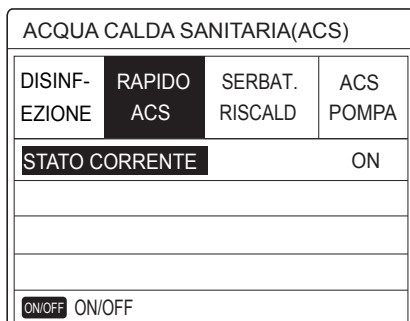 ACQUA CALDA SANITARIA(ACS)
DISINF-
EZIONE
RAPIDO
ACS
SERBAT.
RISCALD
ACS
POMPA
STATO CORRENTE ON
ON/OFF ON/OFF